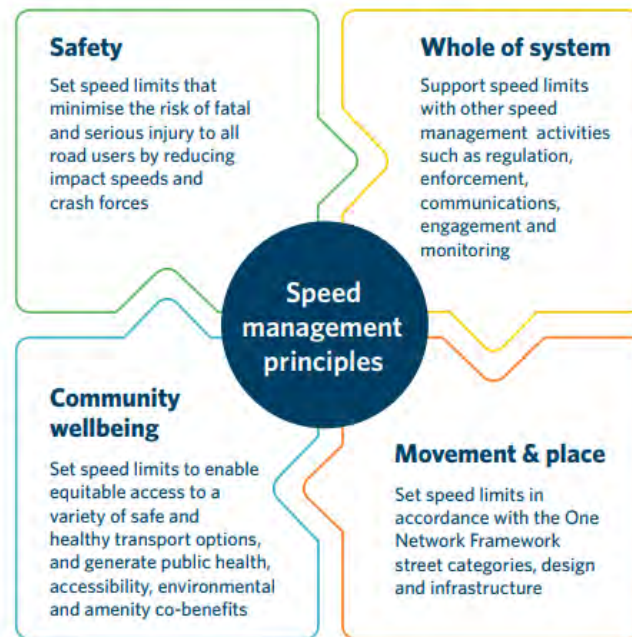 Safety
Set speed limits that
minimise the risk of fatal
and serious injury to all
road users by reducing
impact speeds and
crash forces
Whole of system
Support speed limits
with other speed
management activities
such as regulation,
enforcement,
communications,
engagement and
monitoring
Speed
management
principles
Community
wellbeing
Set speed limits to enable
equitable access to a
variety of safe and
healthy transport options,
and generate public health,
accessibility, environmental
and amenity co-benefits
Movement & place
Set speed limits in
accordance with the One
Network Framework
street categories, design
and infrastructure